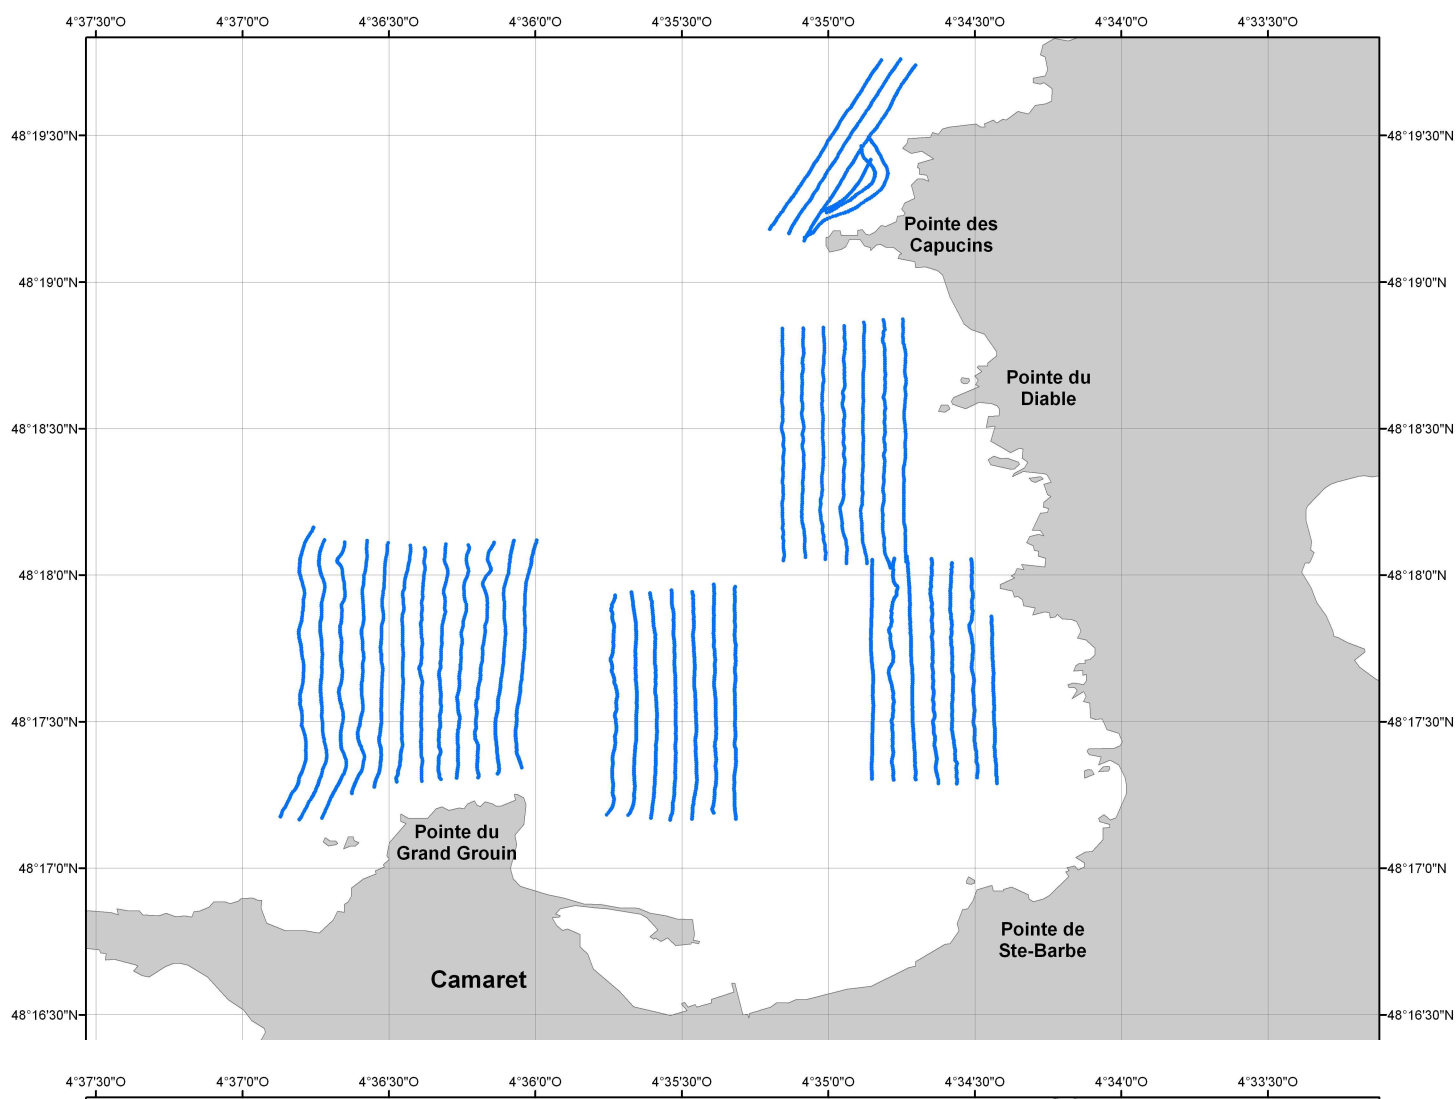 4°37'30"O 4°37'0"O 4°36'30"O 4°36'0"O 4°35'30"O 4°35'0"O 4°34'30"O 4°34'0"O 4°33'30"O
48°19'30"N 48°19'30"N
Pointe des
Capucins
48°19'0"N 48°19'0"N
Pointe du
Diable
48°18'30"N 48°18'30"N
48°18'0"N 48°18'0"N
48°17'30"N 48°17'30"N
Pointe du
Grand Grouin
48°17'0"N 48°17'0"N
Pointe de
Ste-Barbe
Camaret
48°16'30"N 48°16'30"N
4°37'30"O 4°37'0"O 4°36'30"O 4°36'0"O 4°35'30"O 4°35'0"O 4°34'30"O 4°34'0"O 4°33'30"O